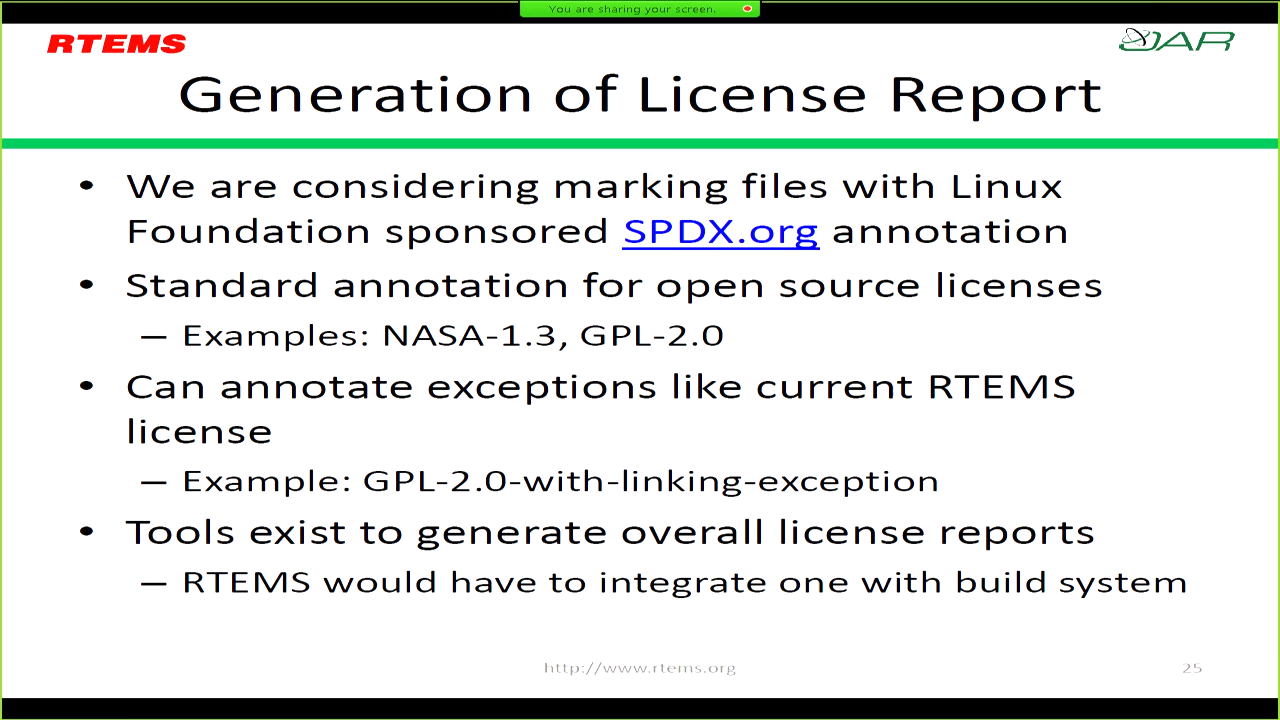 You are sharing your screen.
RTEMS
OAR
Generation of License Report
• We are considering marking files with Linux
Foundation sponsored SPDX.org annotation
• Standard annotation for open source licenses
– Examples: NASA-1.3, GPL-2.0
• Can annotate exceptions like current RTEMS
license
– Example: GPL-2.0-with-linking-exception
• Tools exist to generate overall license reports
– RTEMS would have to integrate one with build system
http://www.rtems.org
25